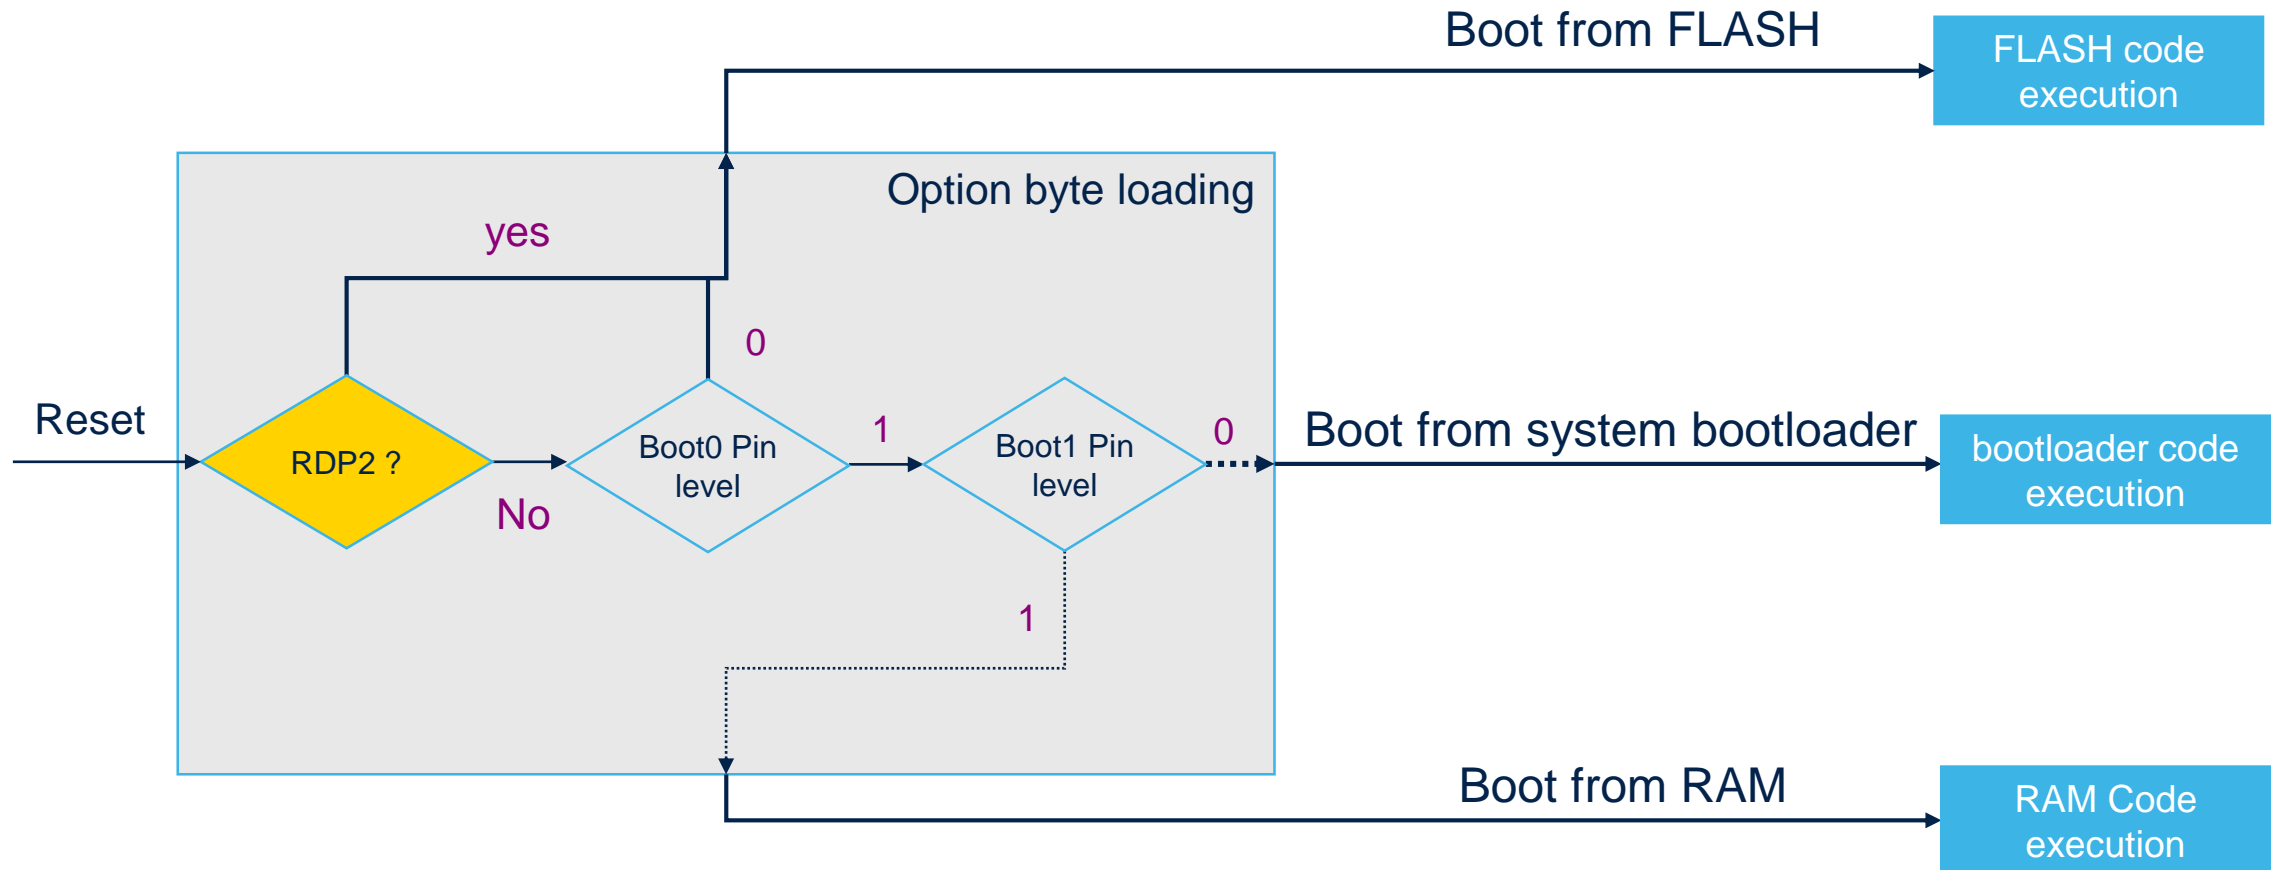 Boot from FLASH
FLASH code
execution
Option byte loading
yes
0
Reset
RDP2 ?
No
Boot0 Pin
level
1
Boot1 Pin
level
0
Boot from system bootloader
bootloader code
execution
1
Boot from RAM
RAM Code
execution